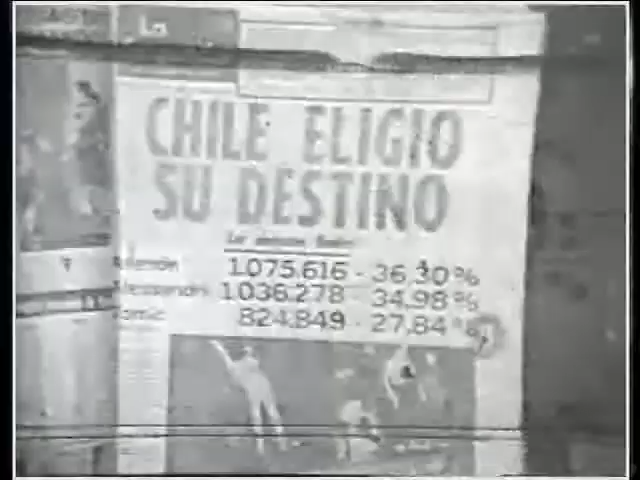 La
CHILE ELIGIO
SU DESTINO
1.075.616 - 36,30%
Alessandri 1.036.278 - 34,98%
Tomic 824.849 - 27,84%